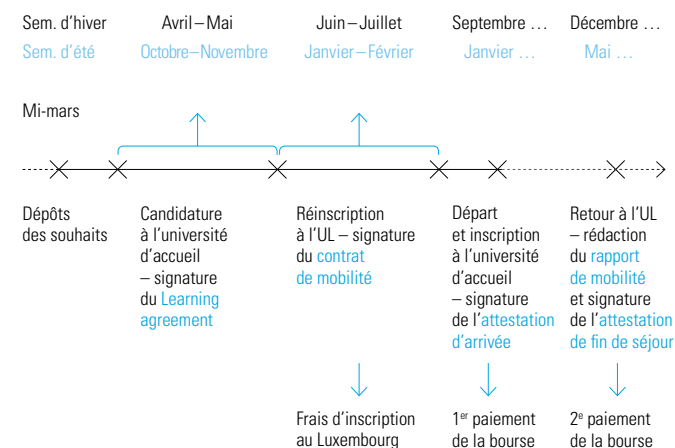 Sem. d'hiver Avril – Mai Juin – Juillet Septembre … Décembre …
Sem. d'été Octobre – Novembre Janvier – Février Janvier … Mai …
Mi-mars
Dépôts
des souhaits
Candidature
à l'université
d'accueil
– signature
du Learning
agreement
Réinscription
à l'UL – signature
du contrat
de mobilité
Départ
et inscription
à l'université
d'accueil
– signature
de l'attestation
d'arrivée
Retour à l'UL
– rédaction
du rapport
de mobilité
et signature
de l'attestation
de fin de séjour
Frais d'inscription
au Luxembourg
1er paiement
de la bourse
2e paiement
de la bourse